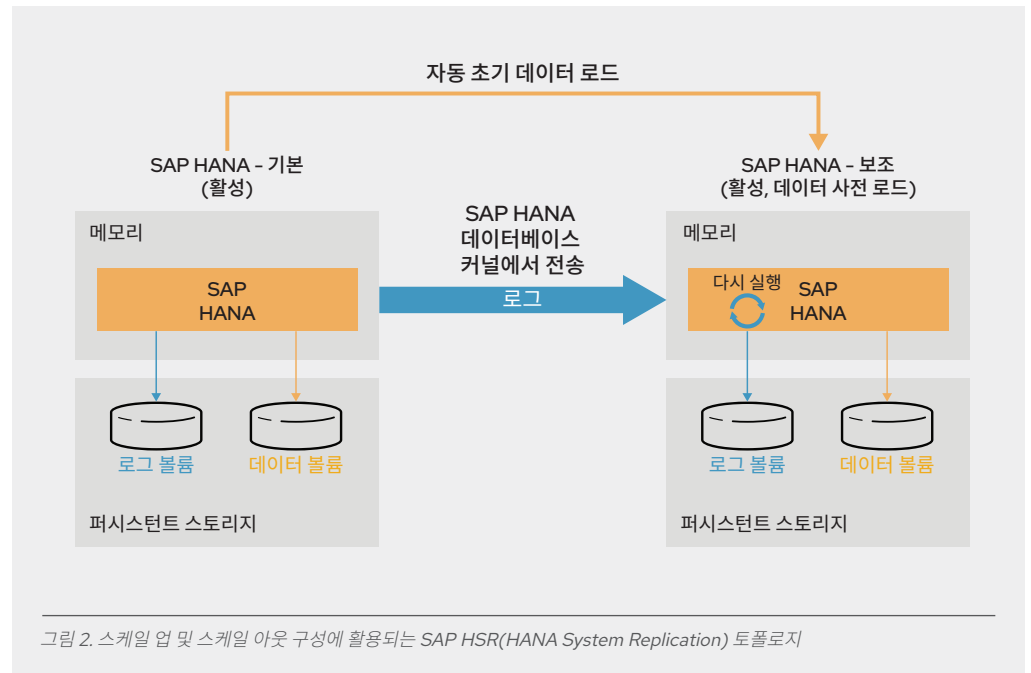 자동 초기 데이터 로드
SAP HANA – 기본
(활성)
SAP HANA – 보조
(활성, 데이터 사전 로드)
SAP HANA
데이터베이스
커널에서 전송
로그
메모리
SAP
HANA
메모리
다시 실행
SAP
HANA
로그 볼륨
데이터 볼륨
퍼시스턴트 스토리지
로그 볼륨
데이터 볼륨
퍼시스턴트 스토리지
그림 2. 스케일 업 및 스케일 아웃 구성에 활용되는 SAP HSR(HANA System Replication) 토폴로지